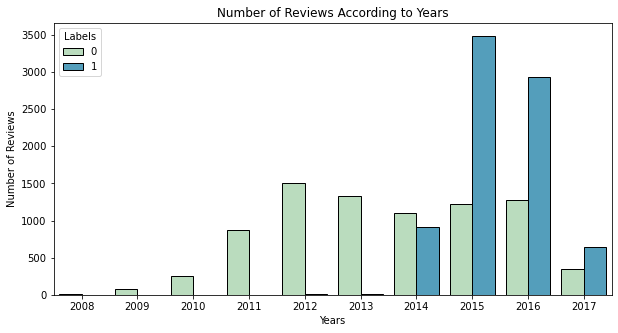 Number of Reviews According to Years
Labels
0
1
Number of Reviews
3500
3000
2500
2000
1500
1000
500
0
2008 2009 2010 2011 2012 2013 2014 2015 2016 2017
Years